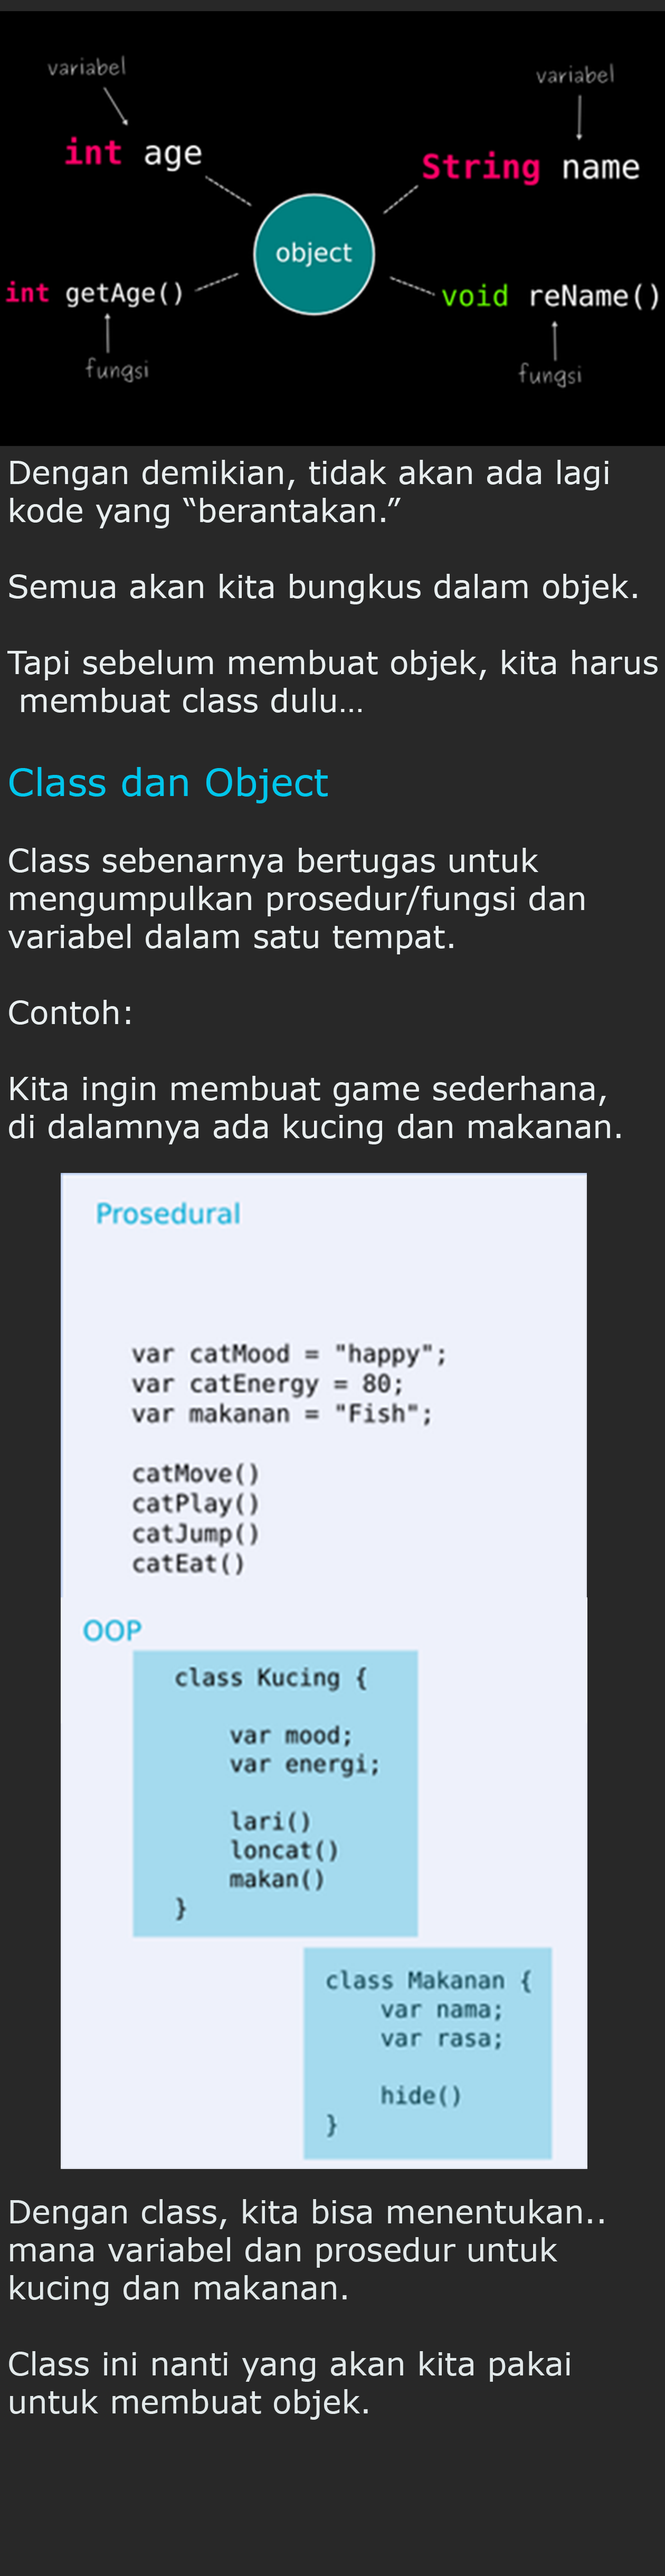 variabel
variabel
int age
String name
object
int getAge()
void reName()
fungsi
fungsi
Dengan demikian, tidak akan ada lagi
kode yang “berantakan.”
Semua akan kita bungkus dalam objek.
Tapi sebelum membuat objek, kita harus
membuat class dulu...
Class dan Object
Class sebenarnya bertugas untuk
mengumpulkan prosedur/fungsi dan
variabel dalam satu tempat.
Contoh:
Kita ingin membuat game sederhana,
di dalamnya ada kucing dan makanan.
Prosedural
var catMood = "happy";
var catEnergy = 80;
var makanan = "Fish";
catMove()
catPlay()
catJump()
catEat()
OOP
class Kucing {
var mood;
var energi;
lari()
loncat()
makan()
}
class Makanan {
var nama;
var rasa;
hide()
}
Dengan class, kita bisa menentukan..
mana variabel dan prosedur untuk
kucing dan makanan.
Class ini nanti yang akan kita pakai
untuk membuat objek.